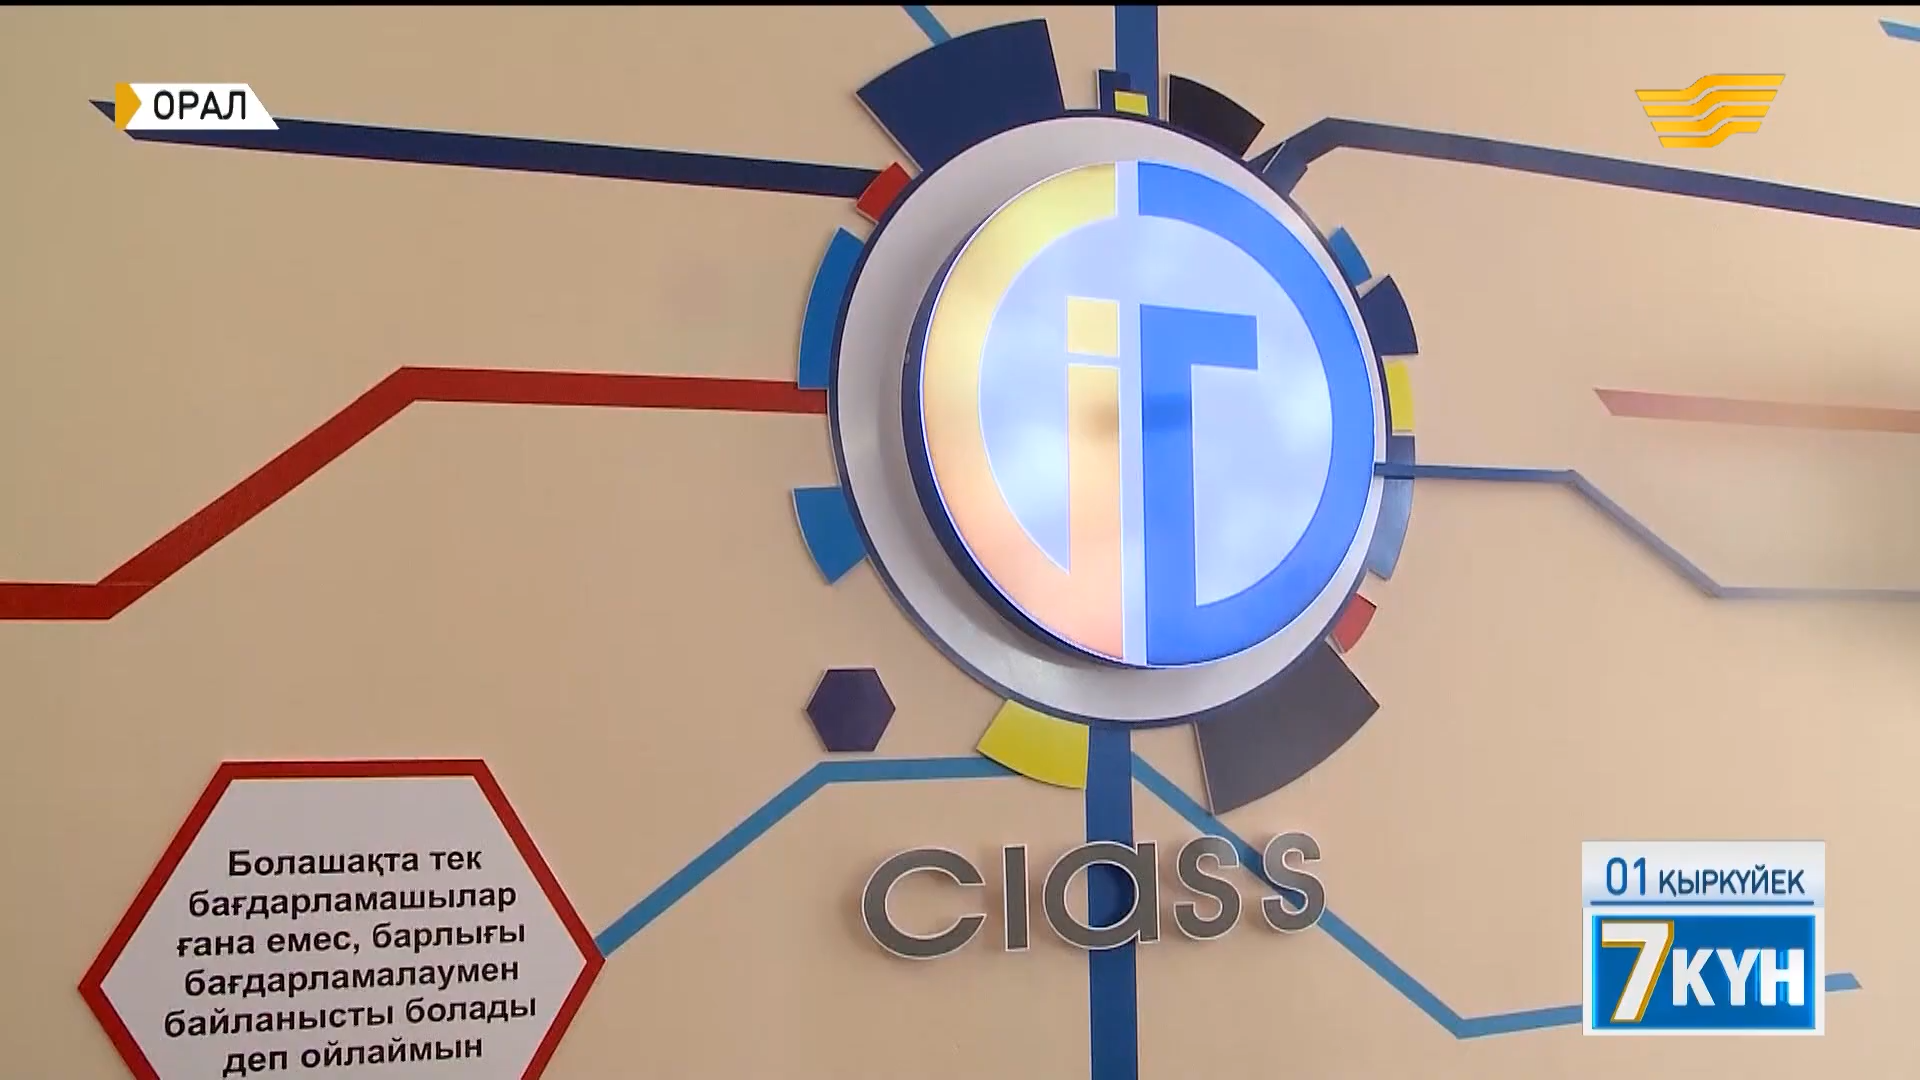 ОРАЛ
iT
class
Болашақта тек
бағдарламашылар
ғана емес, барлығы
бағдарламалаумен
байланысты болады
деп ойлаймын
01 ҚЫРКҮЙЕК
7КҮН